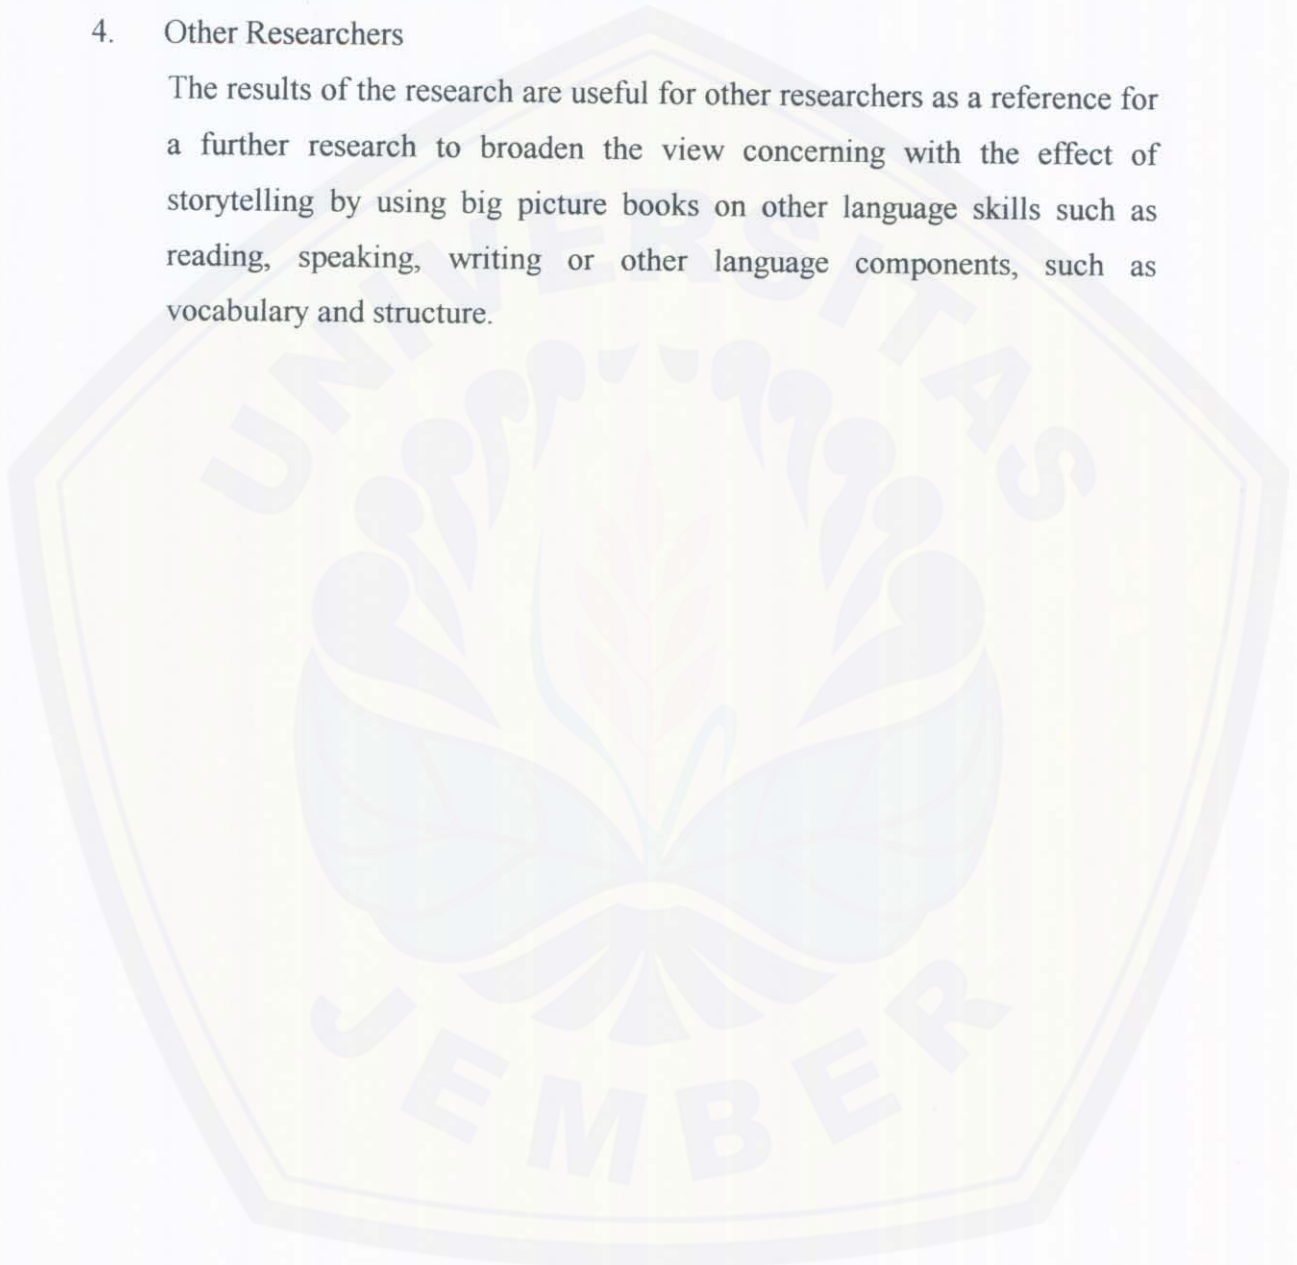 4. Other Researchers
The results of the research are useful for other researchers as a reference for
a further research to broaden the view concerning with the effect of
storytelling by using big picture books on other language skills such as
reading, speaking, writing or other language components, such as
vocabulary and structure.
UNIVERSITAS
JEMBER